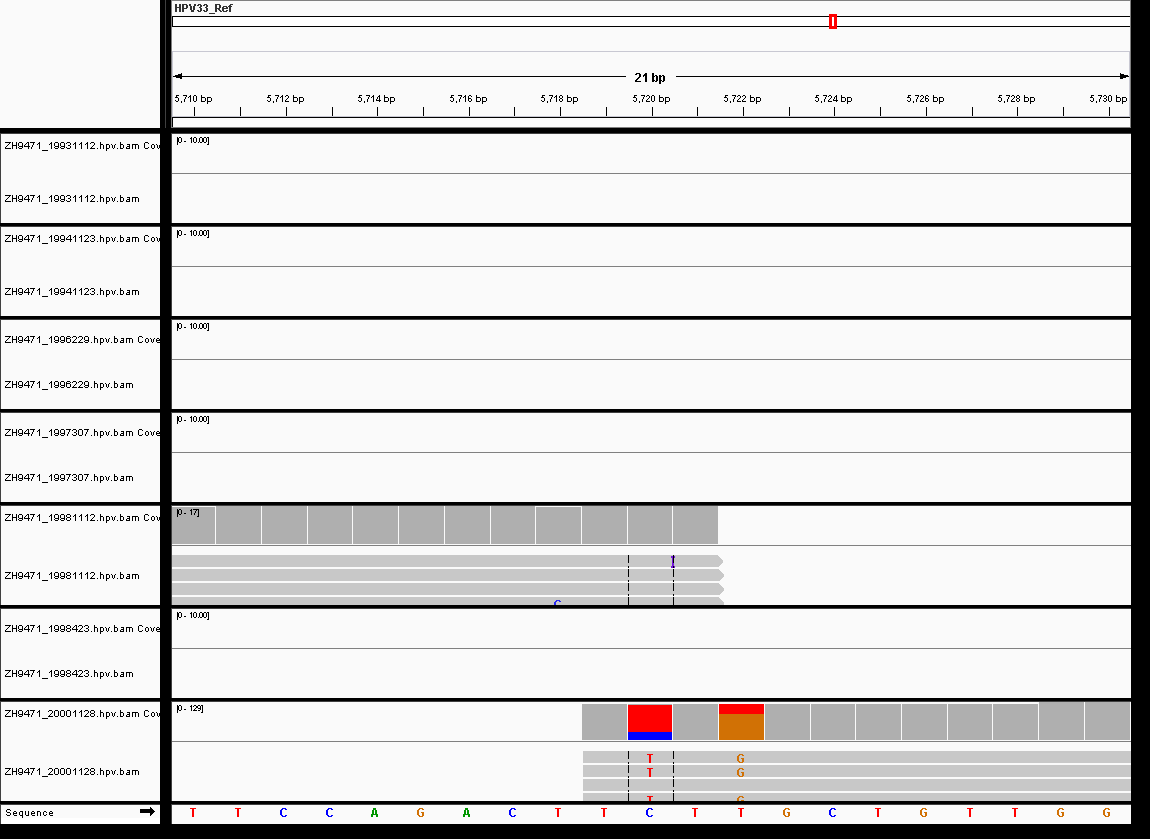 HPV33_Ref
21 bp
5,710 bp 5,712 bp 5,714 bp 5,716 bp 5,718 bp 5,720 bp 5,722 bp 5,724 bp 5,726 bp 5,728 bp 5,730 bp
ZH9471_19931112.hpv.bam Cov
[0 - 10.00]
ZH9471_19931112.hpv.bam
ZH9471_19941123.hpv.bam Cov
[0 - 10.00]
ZH9471_19941123.hpv.bam
ZH9471_1996229.hpv.bam Cove
[0 - 10.00]
ZH9471_1996229.hpv.bam
ZH9471_1997307.hpv.bam Cove
[0 - 10.00]
ZH9471_1997307.hpv.bam
ZH9471_19981112.hpv.bam Cov
[0 - 17]
I
ZH9471_19981112.hpv.bam
C
ZH9471_1998423.hpv.bam Cove
[0 - 10.00]
ZH9471_1998423.hpv.bam
ZH9471_20001128.hpv.bam Cov
[0 - 129]
T G
ZH9471_20001128.hpv.bam
T G
T G
Sequence T T C C A G A C T T C T T G C T G T T G G